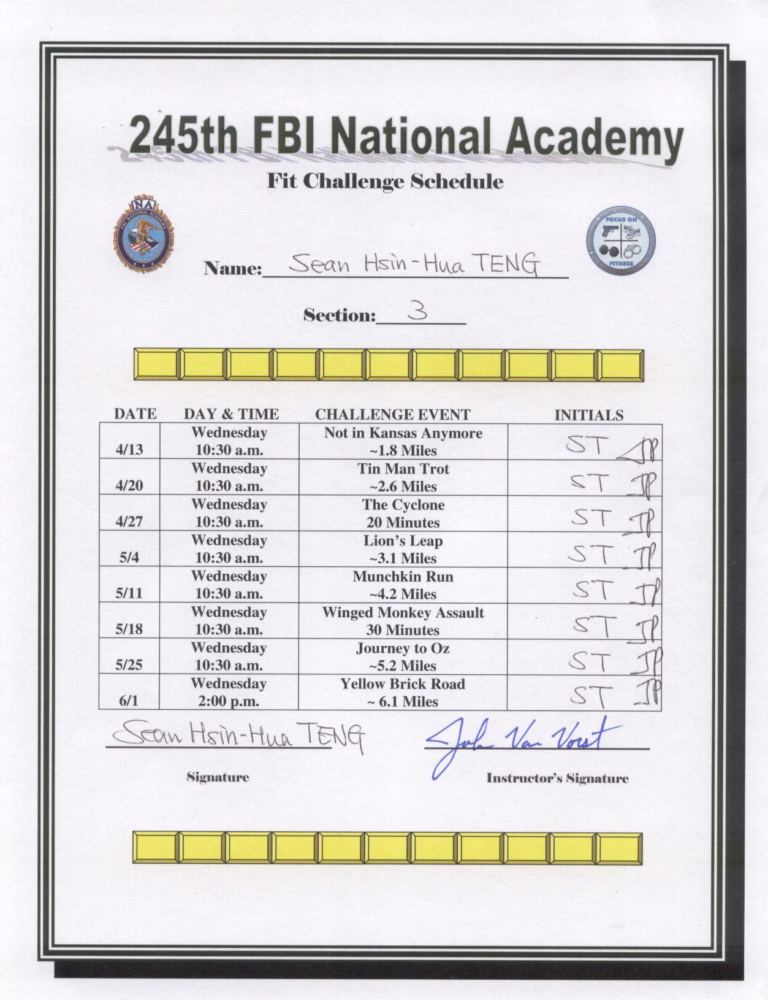 245th FBI National Academy
Fit Challenge Schedule
NA
FBI NATIONAL ACADEMY
FOCUS ON
FITNESS
Name: Sean Hsin-Hua TENG
Section: 3
DATE DAY & TIME CHALLENGE EVENT INITIALS
Wednesday Not in Kansas Anymore
4/13 10:30 a.m. ~1.8 Miles ST JP
Wednesday Tin Man Trot
4/20 10:30 a.m. ~2.6 Miles ST JP
Wednesday The Cyclone
4/27 10:30 a.m. 20 Minutes ST JP
Wednesday Lion's Leap
5/4 10:30 a.m. ~3.1 Miles ST JP
Wednesday Munchkin Run
5/11 10:30 a.m. ~4.2 Miles ST JP
Wednesday Winged Monkey Assault
5/18 10:30 a.m. 30 Minutes ST JP
Wednesday Journey to Oz
5/25 10:30 a.m. ~5.2 Miles ST JP
Wednesday Yellow Brick Road
6/1 2:00 p.m. ~ 6.1 Miles ST JP
Sean Hsin-Hua TENG John Van Vorst
Signature Instructor's Signature